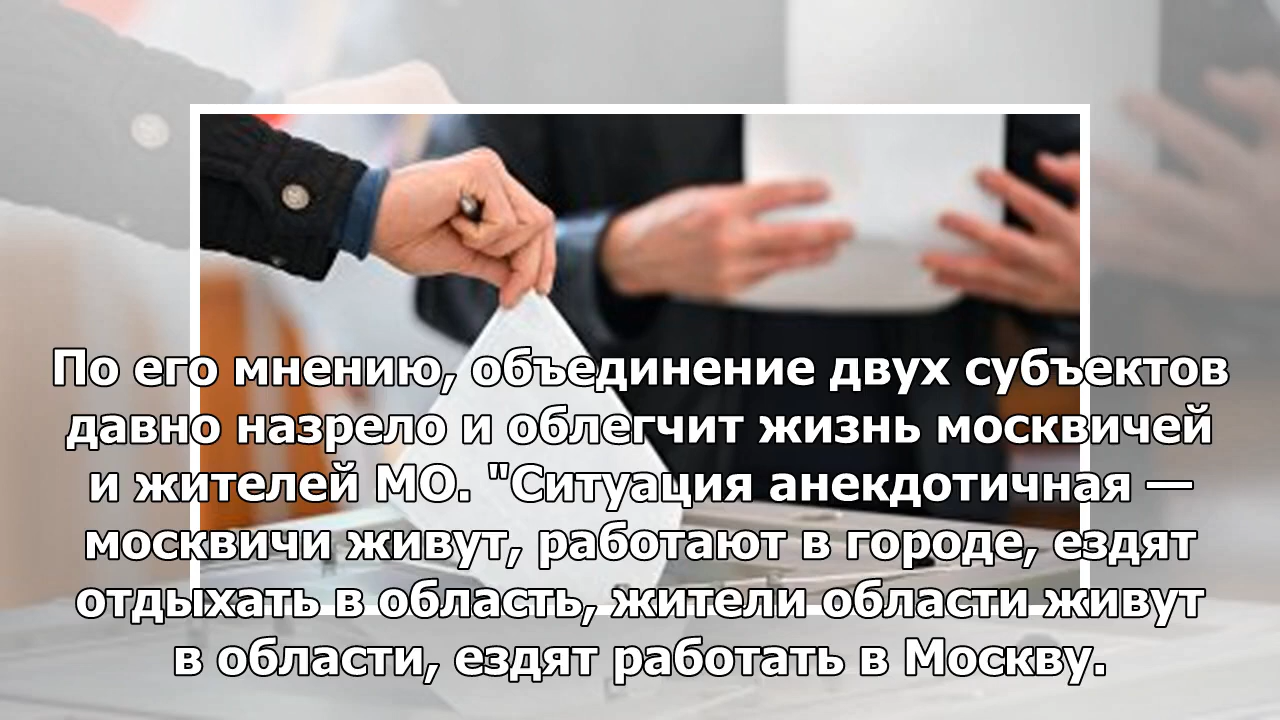 По его мнению, объединение двух субъектов
давно назрело и облегчит жизнь москвичей
и жителей МО. "Ситуация анекдотичная —
москвичи живут, работают в городе, ездят
отдыхать в область, жители области живут
в области, ездят работать в Москву.